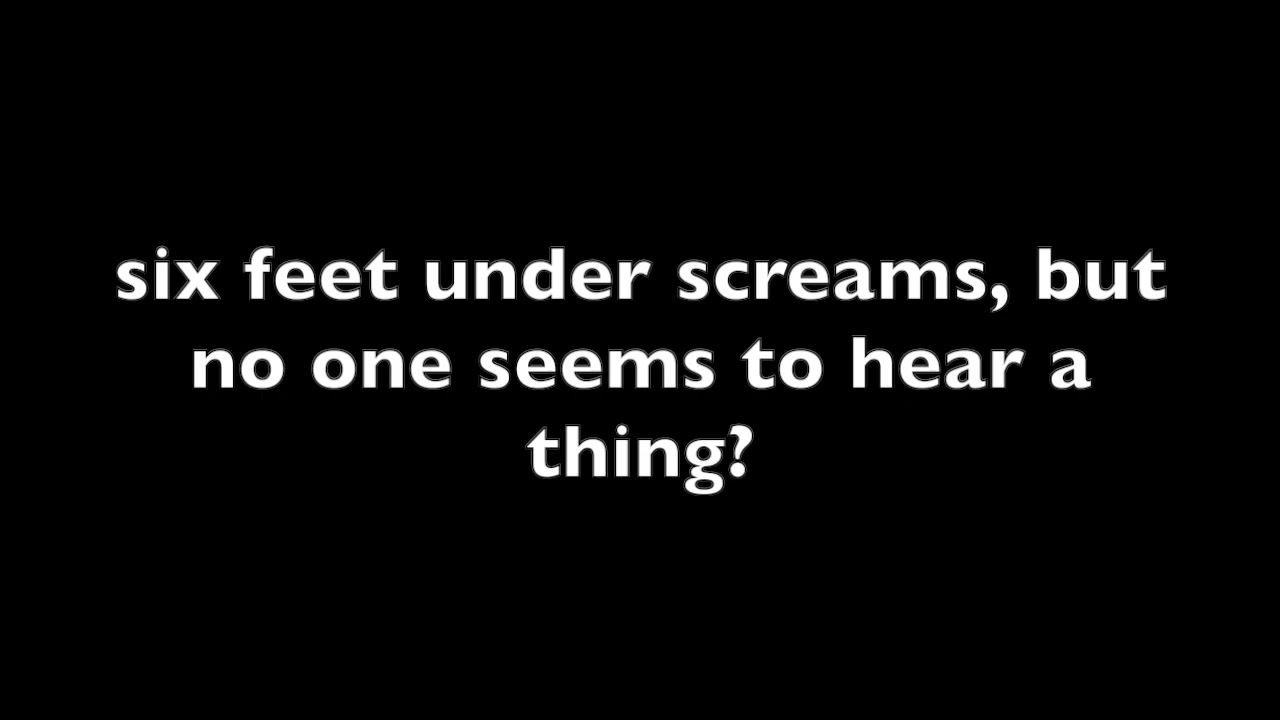 six feet under screams, but
no one seems to hear a
thing?